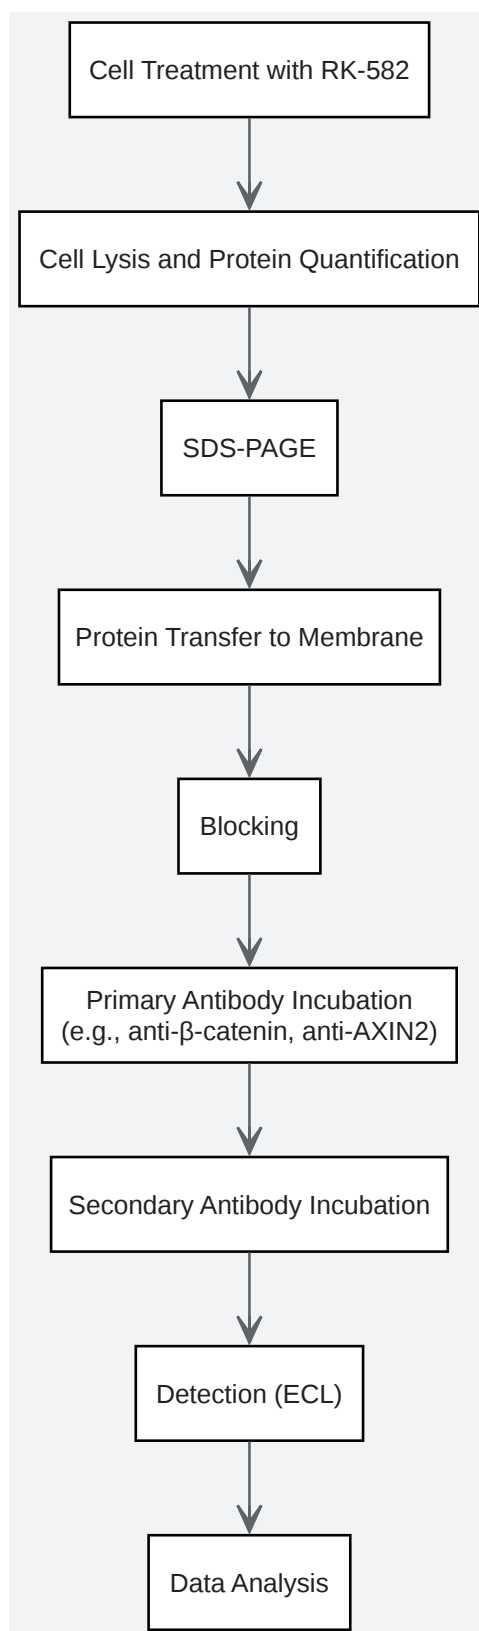 Cell Treatment with RK-582
Cell Lysis and Protein Quantification
SDS-PAGE
Protein Transfer to Membrane
Blocking
Primary Antibody Incubation
(e.g., anti-β-catenin, anti-AXIN2)
Secondary Antibody Incubation
Detection (ECL)
Data Analysis